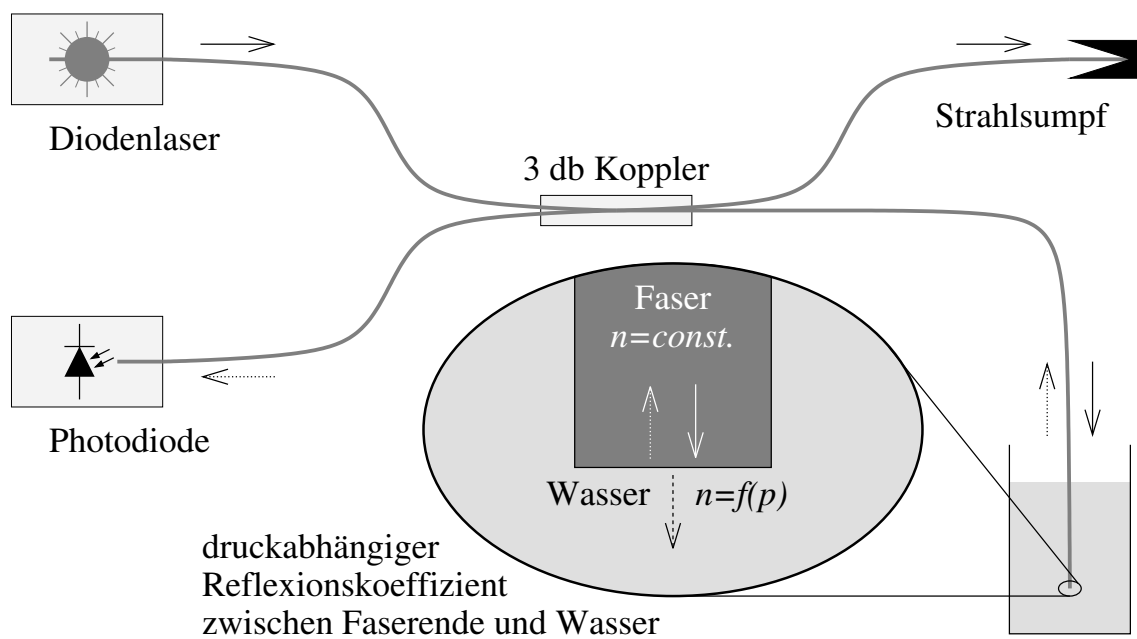 Diodenlaser
Strahlsumpf
3 db Koppler
Photodiode
Faser
n=const.
Wasser n=f(p)
druckabhängiger
Reflexionskoeffizient
zwischen Faserende und Wasser